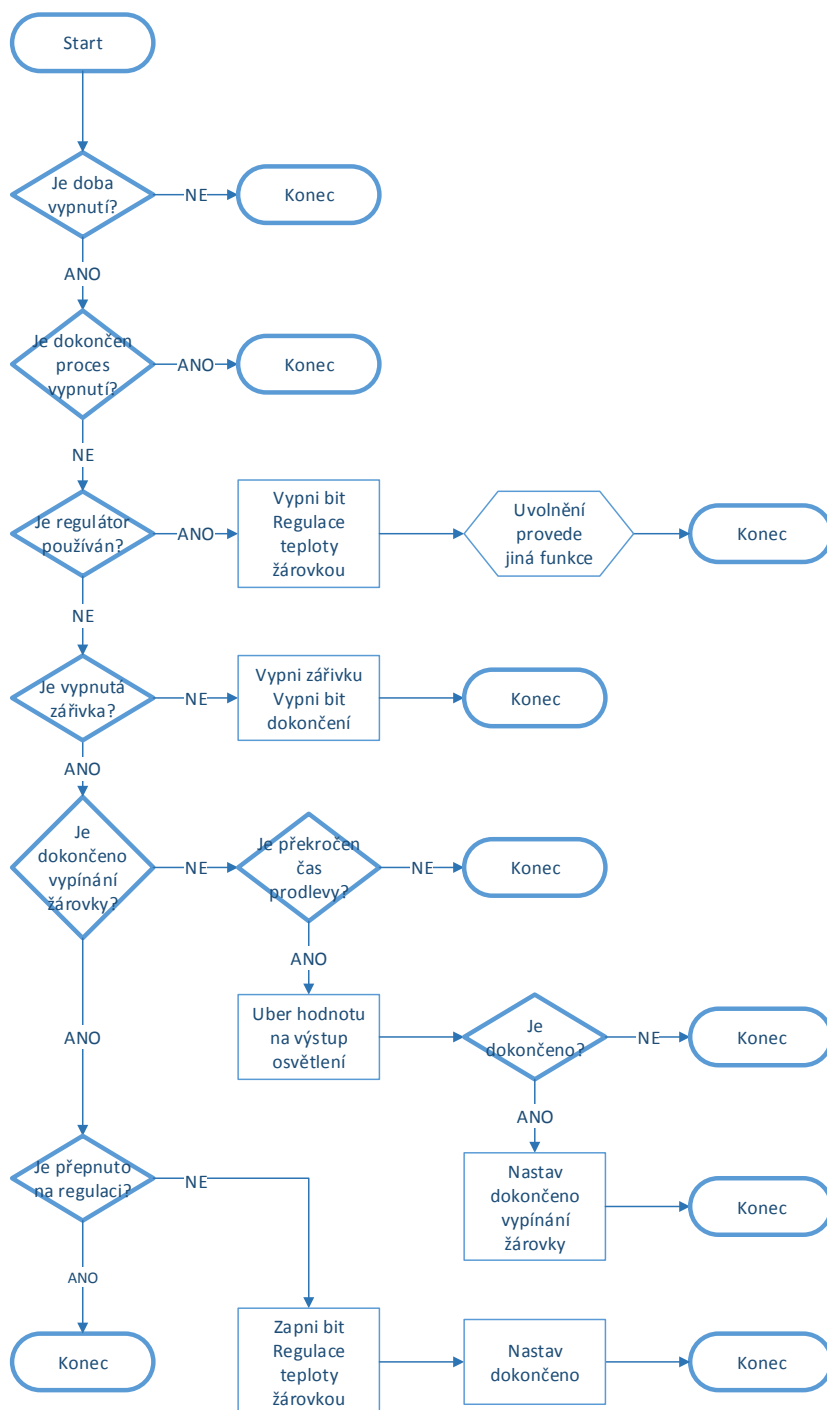 Start
Je doba
vypnutí?
NE
Konec
ANO
Je dokončen
proces
vypnutí?
ANO
Konec
NE
Je regulátor
používán?
ANO
Vypni bit
Regulace
teploty
žárovkou
Uvolnění
provede
jiná funkce
Konec
NE
Je vypnutá
zářivka?
NE
Vypni zářivku
Vypni bit
dokončení
Konec
ANO
Je
dokončeno
vypínání
žárovky?
NE
Je překročen
čas
prodlevy?
NE
Konec
ANO
Uber hodnotu
na výstup
osvětlení
Je
dokončeno?
NE
Konec
ANO
ANO
Nastav
dokončeno
vypínání
žárovky
Konec
Je přepnuto
na regulaci?
NE
ANO
Konec
Zapni bit
Regulace
teploty
žárovkou
Nastav
dokončeno
Konec